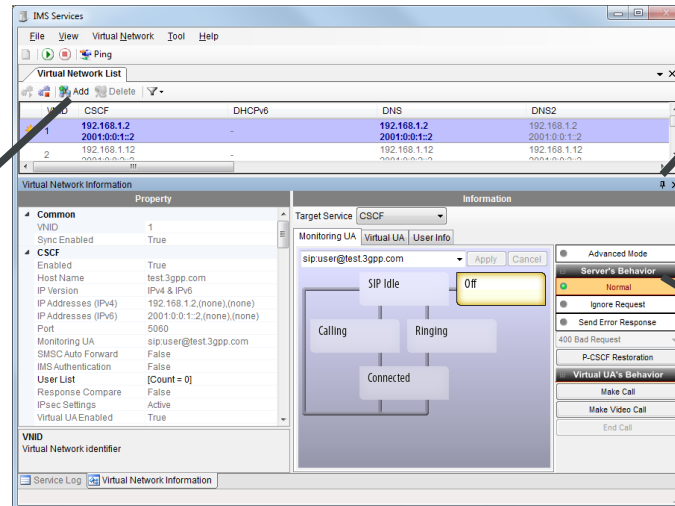 IMS Services
File View Virtual Network Tool Help
Ping
Virtual Network List
Add Delete
VNID CSCF DHCPv6 DNS DNS2
1 192.168.1.2 - 192.168.1.2 192.168.1.2
2001:0:0:1::2 2001:0:0:1::2 2001:0:0:1::2
2 192.168.1.12 - 192.168.1.12 192.168.1.12
Virtual Network Information
Property
Common
VNID 1
Sync Enabled True
CSCF
Enabled True
Host Name test.3gpp.com
IP Version IPv4 & IPv6
IP Addresses (IPv4) 192.168.1.2,(none),(none)
IP Addresses (IPv6) 2001:0:0:1::2,(none),(none)
Port 5060
Monitoring UA sip:user@test.3gpp.com
SMSC Auto Forward False
IMS Authentication False
User List [Count = 0]
Response Compare False
IPsec Settings Active
Virtual UA Enabled True
VNID
Virtual Network identifier
Information
Target Service CSCF
Monitoring UA Virtual UA User Info
sip:user@test.3gpp.com Apply Cancel
SIP Idle Off
Calling Ringing
Connected
Advanced Mode
Server's Behavior
Normal
Ignore Request
Send Error Response
400 Bad Request
P-CSCF Restoration
Virtual UA's Behavior
Make Call
Make Video Call
End Call
Service Log Virtual Network Information